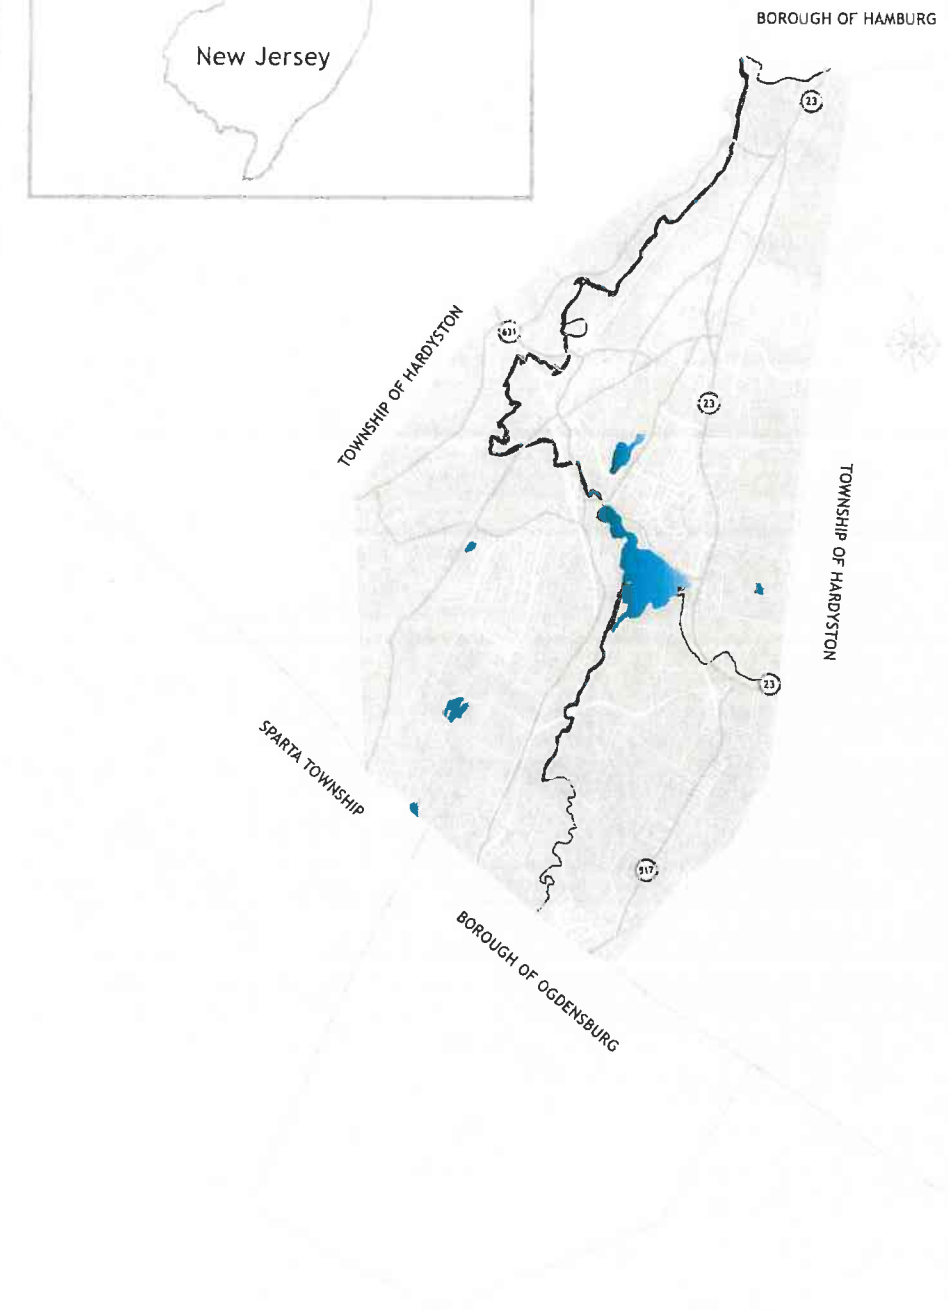 BOROUGH OF HAMBURG
New Jersey
23
TOWNSHIP OF HARDYSTON
631
23
TOWNSHIP OF HARDYSTON
23
SPARTA TOWNSHIP
517
BOROUGH OF OGDENSBURG